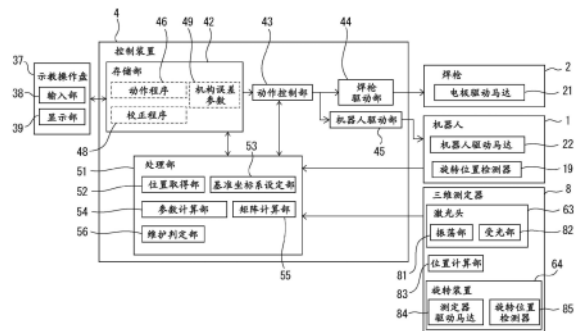 4
46 49 42
43 44
控制装置
37
示教操作盘
38
输入部
39
显示部
存储部
动作程序
机构误差
参数
校正程序
48
动作控制部
焊枪
驱动部
机器人驱动部
45
焊枪
2
电极驱动马达
21
机器人
1
机器人驱动马达
22
旋转位置检测器
19
51
处理部
53
52
位置取得部
基准坐标系设定部
54
参数计算部
矩阵计算部
56
维护判定部
55
三维测定器
8
激光头
63
振荡部
受光部
81
82
位置计算部
83
64
旋转装置
测定器
驱动马达
84
旋转位置
检测器
85